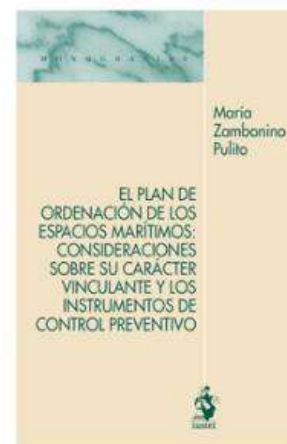 MONOGRAFÍAS
María
Zambonino
Pulito
EL PLAN DE
ORDENACIÓN DE LOS
ESPACIOS MARÍTIMOS:
CONSIDERACIONES
SOBRE SU CARÁCTER
VINCULANTE Y LOS
INSTRUMENTOS DE
CONTROL PREVENTIVO
iustel